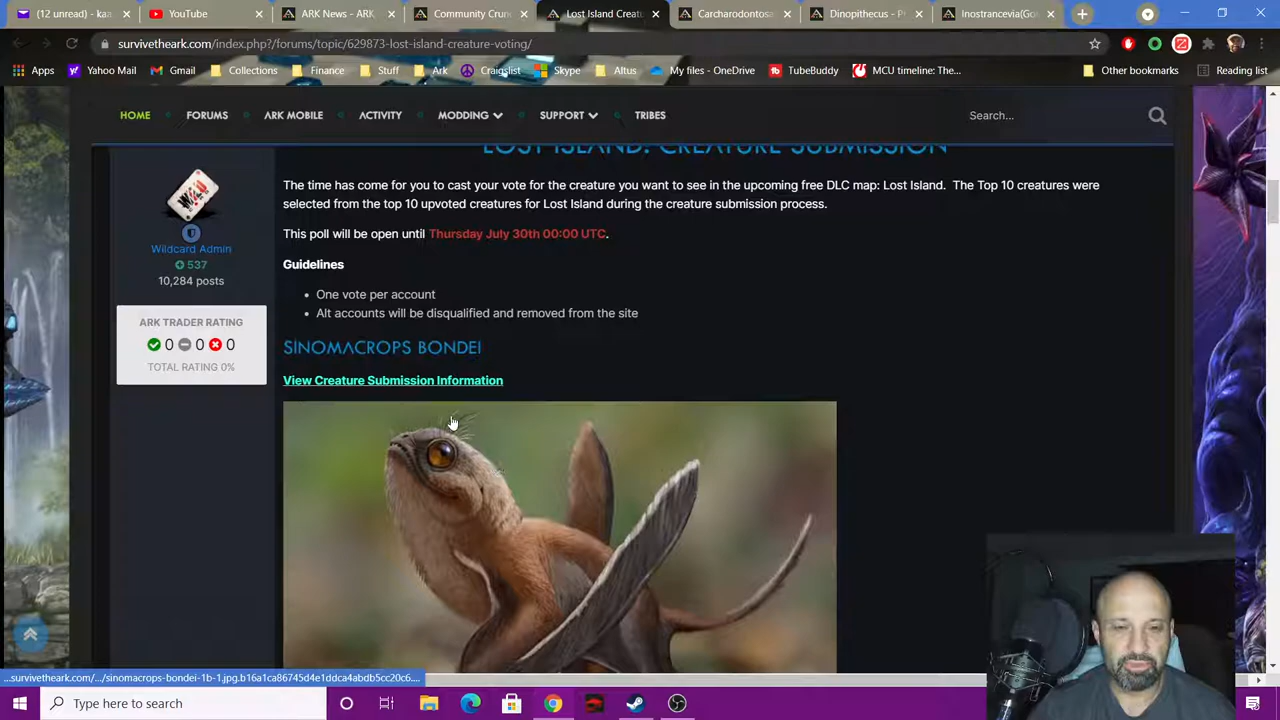 (12 unread) - kaa
YouTube
ARK News - ARK
Community Crunc
Lost Island Creatu
Carcharodontosa
Dinopithecus - P
Inostrancevia(Go
survivetheark.com/index.php?/forums/topic/629873-lost-island-creature-voting/
Apps
Yahoo Mail
Gmail
Collections
Finance
Stuff
Ark
Craigslist
Skype
Altus
My files - OneDrive
TubeBuddy
MCU timeline: The...
Other bookmarks
Reading list
HOME
FORUMS
ARK MOBILE
ACTIVITY
MODDING
SUPPORT
TRIBES
Search...
LOST ISLAND: CREATURE SUBMISSION
The time has come for you to cast your vote for the creature you want to see in the upcoming free DLC map: Lost Island. The Top 10 creatures were
selected from the top 10 upvoted creatures for Lost Island during the creature submission process.
This poll will be open until Thursday July 30th 00:00 UTC.
Guidelines
• One vote per account
• Alt accounts will be disqualified and removed from the site
Wildcard Admin
537
10,284 posts
ARK TRADER RATING
0 0 0
TOTAL RATING 0%
SINOMACROPS BONDEI
View Creature Submission Information
survivetheark.com/.../sinomacrops-bondei-1b-1.jpg.b16a1ca86745d4e1ddca4abdb5cc20c6...
Type here to search